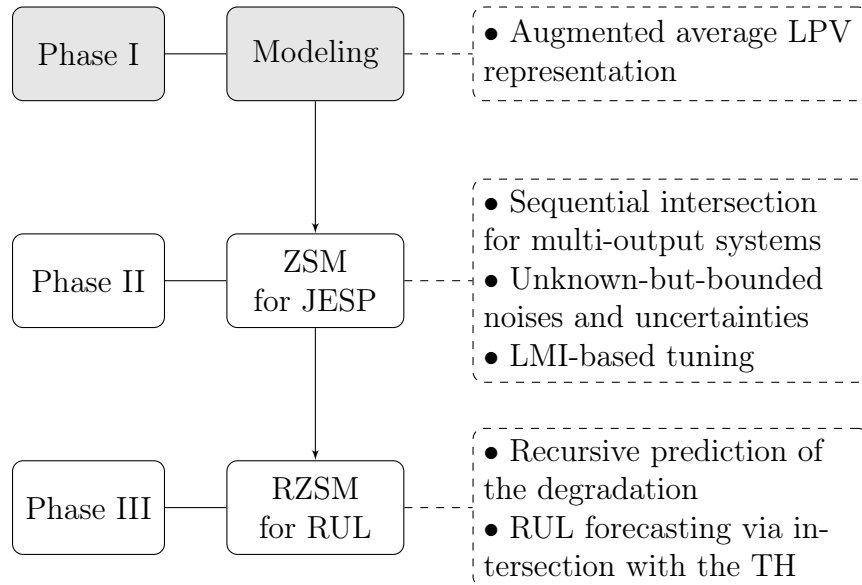 Phase I
Modeling
• Augmented average LPV
representation
Phase II
ZSM
for JESP
• Sequential intersection
for multi-output systems
• Unknown-but-bounded
noises and uncertainties
• LMI-based tuning
Phase III
RZSM
for RUL
• Recursive prediction of
the degradation
• RUL forecasting via in-
tersection with the TH